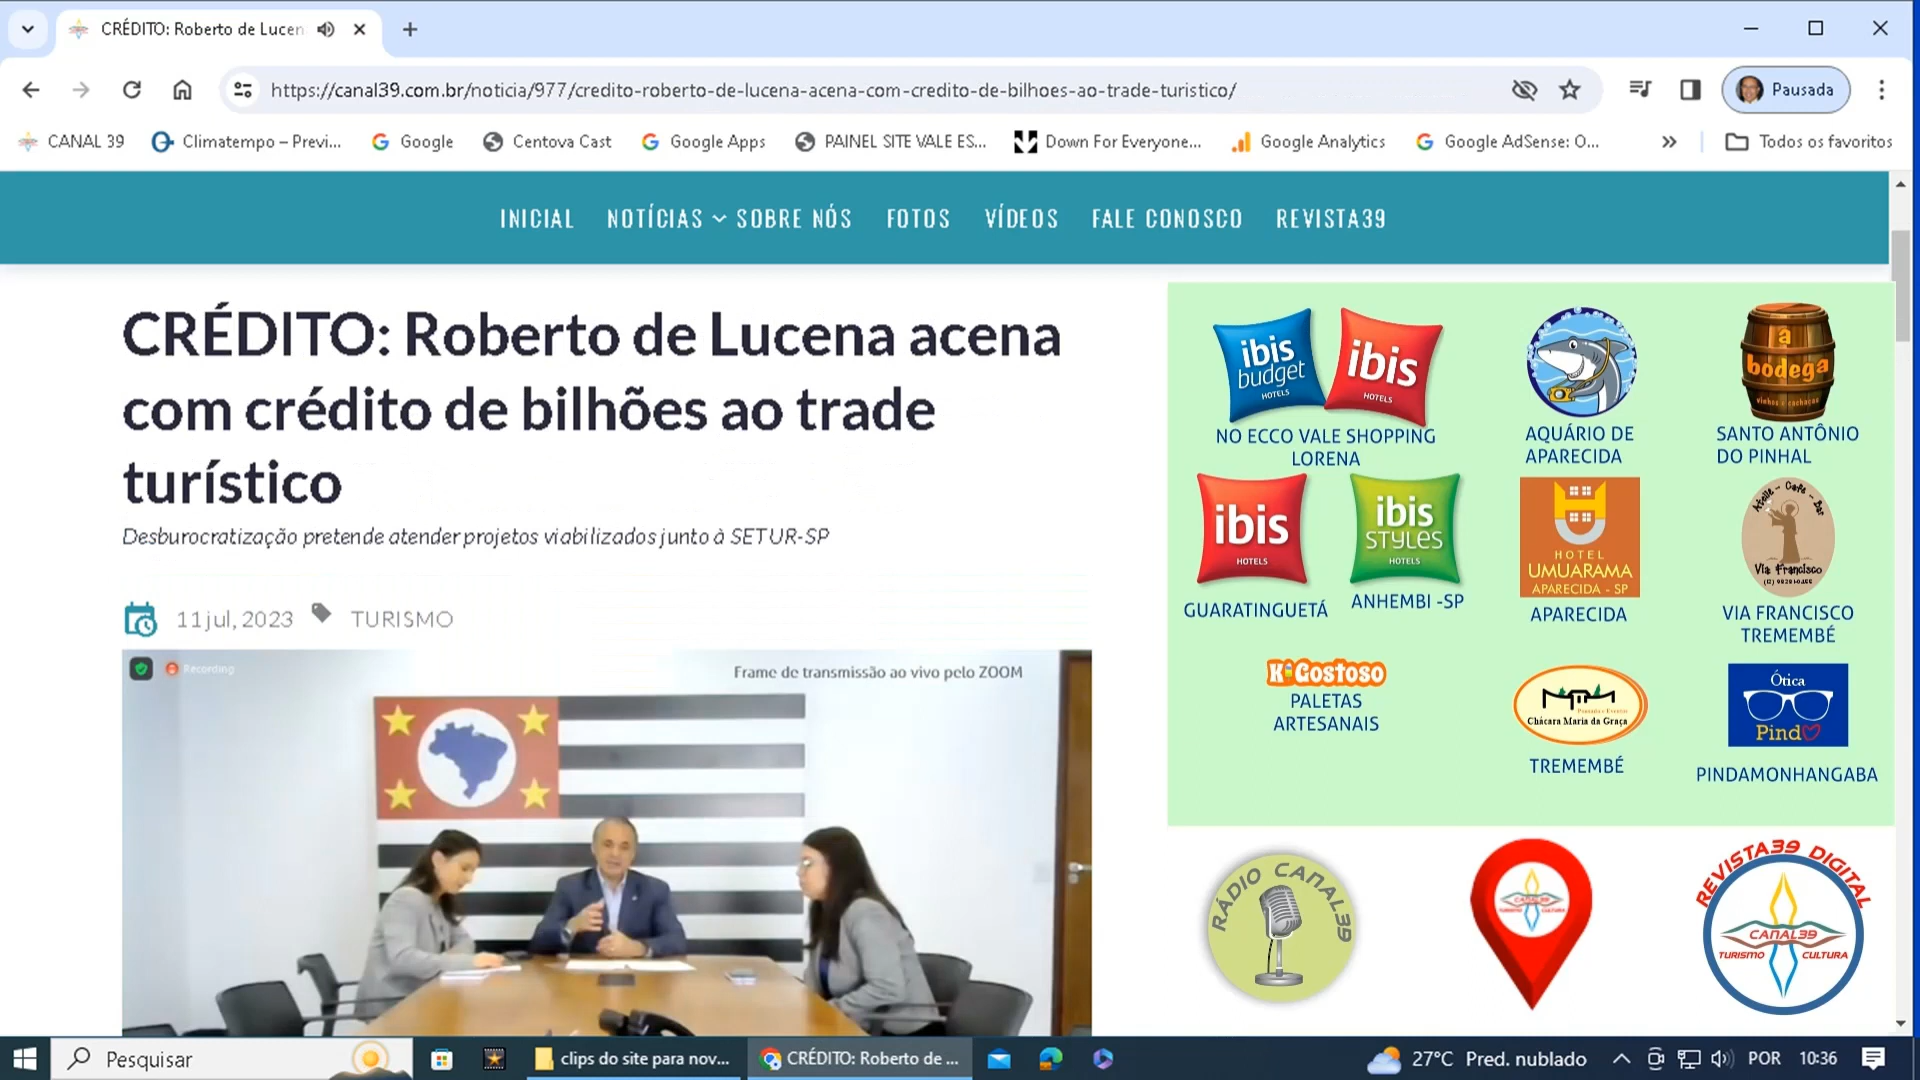 CRÉDITO: Roberto de Lucen
https://canal39.com.br/noticia/977/credito-roberto-de-lucena-acena-com-credito-de-bilhoes-ao-trade-turistico/
Pausada
CANAL 39
Climatempo – Previ...
Google
Centova Cast
Google Apps
PAINEL SITE VALE ES...
Down For Everyone...
Google Analytics
Google AdSense: O...
»
Todos os favoritos
INICIAL
NOTÍCIAS
SOBRE NÓS
FOTOS
VÍDEOS
FALE CONOSCO
REVISTA39
CRÉDITO: Roberto de Lucena acena
com crédito de bilhões ao trade
turístico
Desburocratização pretende atender projetos viabilizados junto à SETUR-SP
11 jul, 2023
TURISMO
Recording
Frame de transmissão ao vivo pelo ZOOM
ibis
budget
HOTELS
ibis
HOTELS
NO ECCO VALE SHOPPING
LORENA
AQUÁRIO DE
APARECIDA
a
bodega
vinhos e cachaças
SANTO ANTÔNIO
DO PINHAL
ibis
HOTELS
GUARATINGUETÁ
ibis
STYLES
HOTELS
ANHEMBI -SP
HOTEL
UMUARAMA
APARECIDA - SP
APARECIDA
Via Francisco
VIA FRANCISCO
TREMEMBÉ
KiGostoso
PALETAS
ARTESANAIS
Chácara Maria da Graça
TREMEMBÉ
Ótica
Pind
PINDAMONHANGABA
RÁDIO CANAL39
CANAL39
TURISMO CULTURA
REVISTA39 DIGITAL
CANAL39
TURISMO CULTURA
Pesquisar
clips do site para nov...
CRÉDITO: Roberto de ...
27°C Pred. nublado
POR
10:36